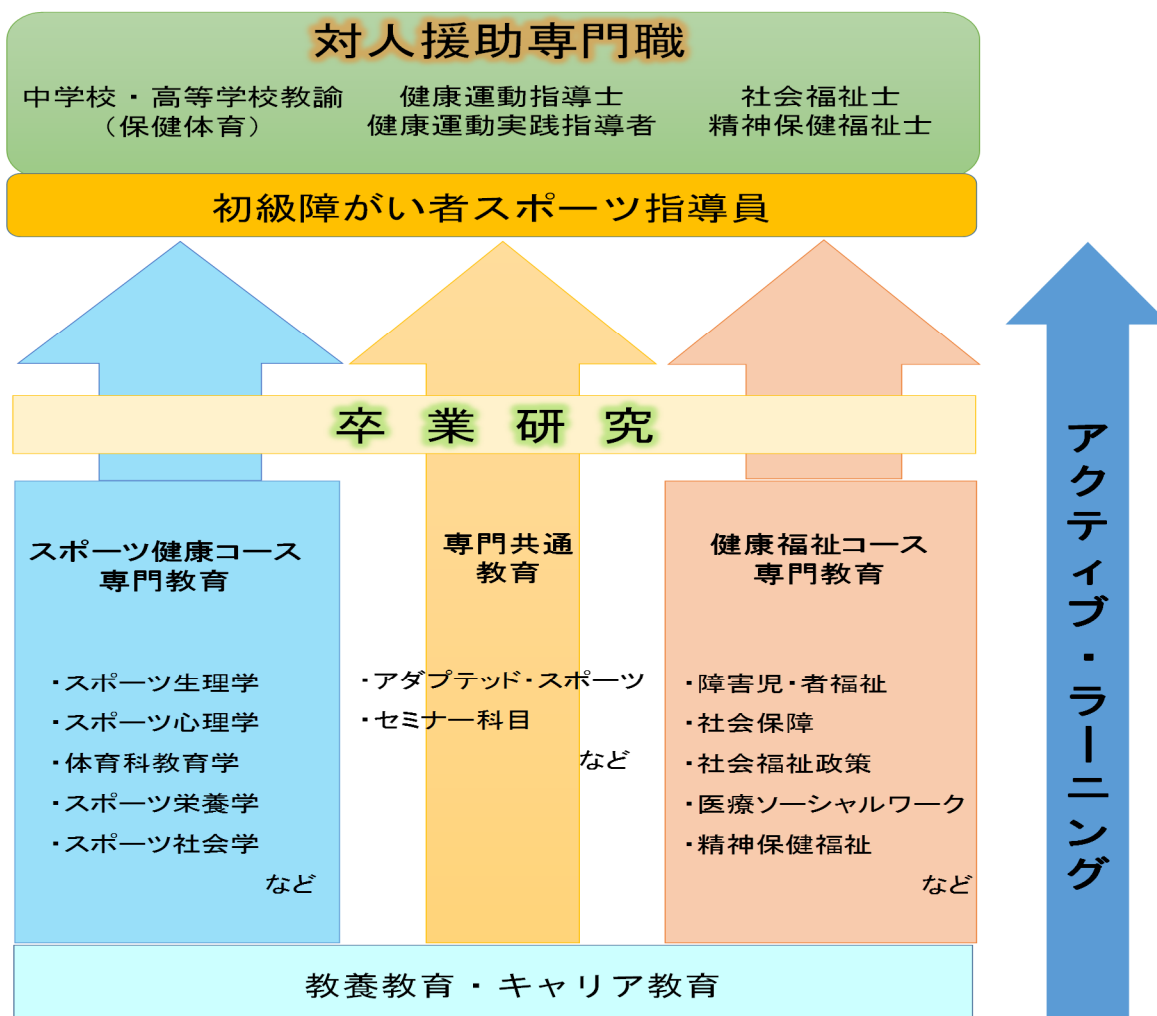 対人援助専門職
中学校・高等学校教諭
(保健体育)
健康運動指導士
健康運動実践指導者
社会福祉士
精神保健福祉士
初級障がい者スポーツ指導員
卒業研究
スポーツ健康コース
専門教育
・スポーツ生理学
・スポーツ心理学
・体育科教育学
・スポーツ栄養学
・スポーツ社会学
など
専門共通
教育
・アダプテッド・スポーツ
・セミナー科目
など
健康福祉コース
専門教育
・障害児・者福祉
・社会保障
・社会福祉政策
・医療ソーシャルワーク
・精神保健福祉
など
アクティブ・ラーニング
教養教育・キャリア教育